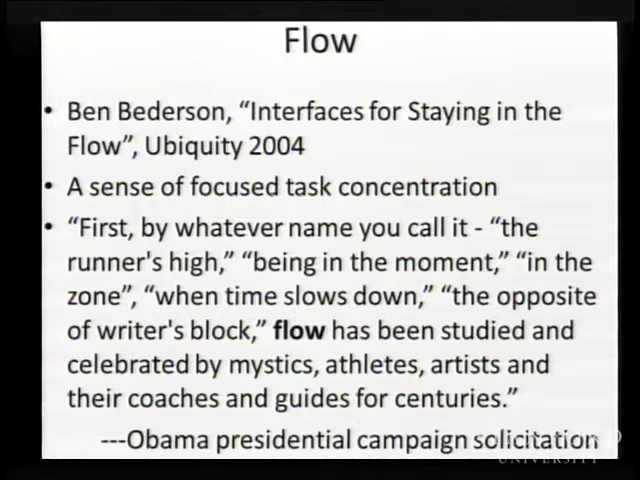 Flow
• Ben Bederson, “Interfaces for Staying in the
Flow”, Ubiquity 2004
• A sense of focused task concentration
• “First, by whatever name you call it - “the
runner's high,” “being in the moment,” “in the
zone”, “when time slows down,” “the opposite
of writer's block,” flow has been studied and
celebrated by mystics, athletes, artists and
their coaches and guides for centuries.”
---Obama presidential campaign solicitation
UNIVERSITY